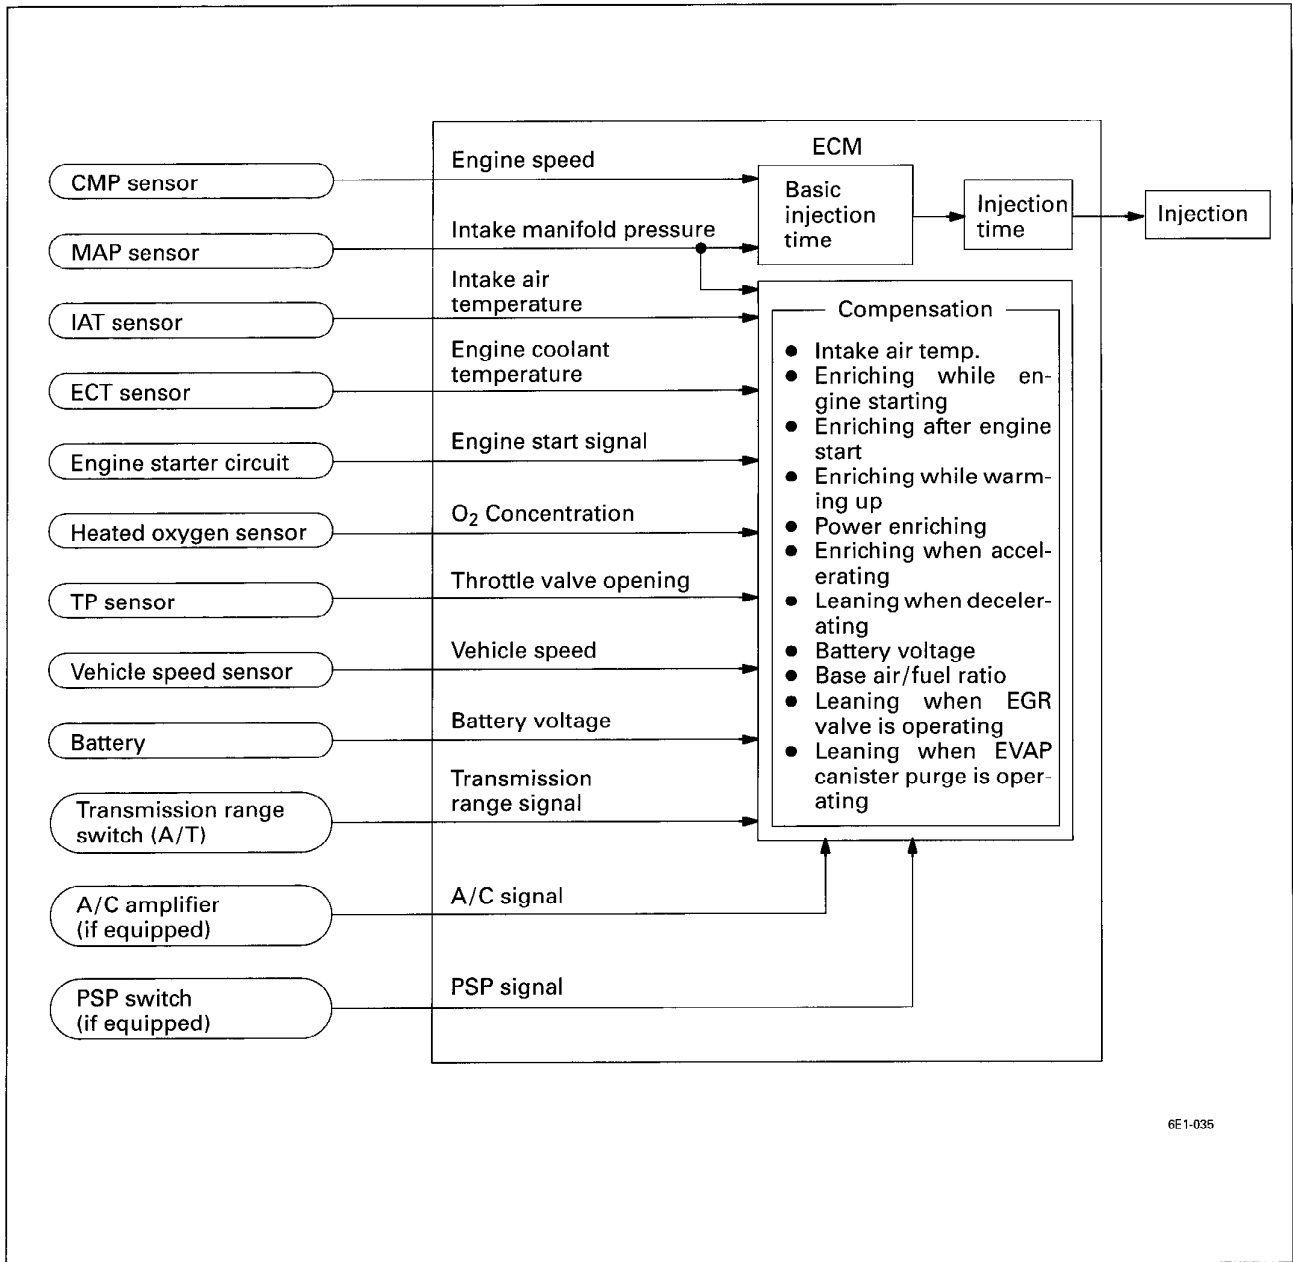 ECM
CMP sensor
Engine speed
Basic
injection
time
Injection
time
Injection
MAP sensor
Intake manifold pressure
IAT sensor
Intake air
temperature
ECT sensor
Engine coolant
temperature
Engine starter circuit
Engine start signal
Heated oxygen sensor
O₂ Concentration
TP sensor
Throttle valve opening
Vehicle speed sensor
Vehicle speed
Battery
Battery voltage
Transmission range
switch (A/T)
Transmission
range signal
A/C amplifier
(if equipped)
A/C signal
PSP switch
(if equipped)
PSP signal
Compensation
● Intake air temp.
● Enriching while en-
gine starting
● Enriching after engine
start
● Enriching while warm-
ing up
● Power enriching
● Enriching when accel-
erating
● Leaning when deceler-
ating
● Battery voltage
● Base air/fuel ratio
● Leaning when EGR
valve is operating
● Leaning when EVAP
canister purge is oper-
ating
6E1-035